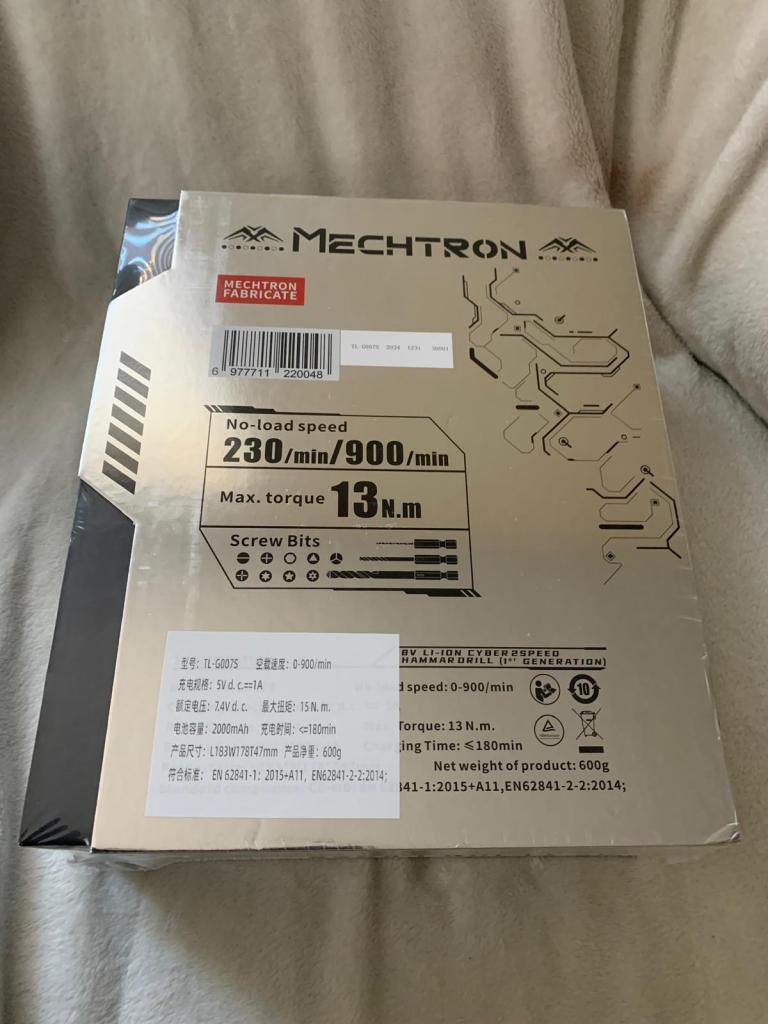 MECHTRON
MECHTRON
FABRICATE
6 977711 220048
TL-G007S 2024 1231
No-load speed
230/min/900/min
Max. torque 13N.m
Screw Bits
8V LI-ION CYBER2SPEED
HAMMAR DRILL (1ST GENERATION)
型号: TL-G007S 空载速度: 0-900/min
充电规格: 5V d. c.==1A
额定电压: 7.4V d. c. 最大扭矩: 15 N. m.
电池容量: 2000mAh 充电时间: <=180min
产品尺寸: L183W178T47mm 产品净重: 600g
符合标准: EN 62841-1: 2015+A11, EN62841-2-2:2014;
speed: 0-900/min
10
Torque: 13 N.m.
Charging Time: ≤180min
Net weight of product: 600g
341-1:2015+A11,EN62841-2-2:2014;